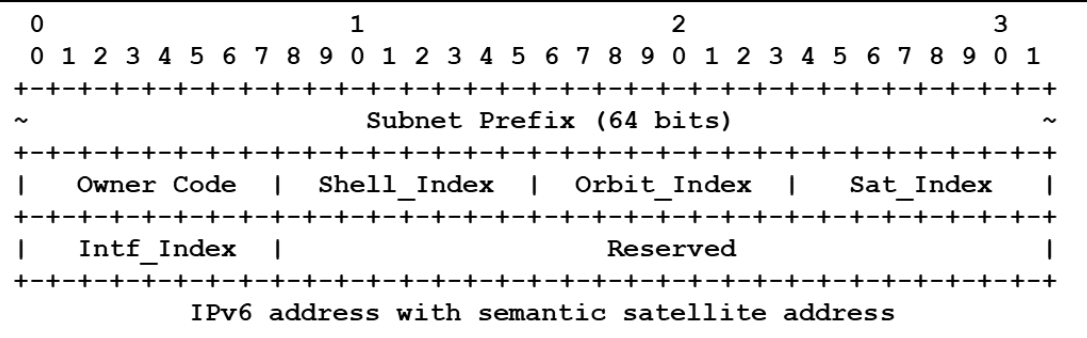 0                   1                   2                   3
 0 1 2 3 4 5 6 7 8 9 0 1 2 3 4 5 6 7 8 9 0 1 2 3 4 5 6 7 8 9 0 1
+-+-+-+-+-+-+-+-+-+-+-+-+-+-+-+-+-+-+-+-+-+-+-+-+-+-+-+-+-+-+-+-+
~                     Subnet Prefix (64 bits)                   ~
+-+-+-+-+-+-+-+-+-+-+-+-+-+-+-+-+-+-+-+-+-+-+-+-+-+-+-+-+-+-+-+-+
|   Owner Code  |  Shell_Index  |  Orbit_Index  |   Sat_Index   |
+-+-+-+-+-+-+-+-+-+-+-+-+-+-+-+-+-+-+-+-+-+-+-+-+-+-+-+-+-+-+-+-+
|   Intf_Index  |                    Reserved                   |
+-+-+-+-+-+-+-+-+-+-+-+-+-+-+-+-+-+-+-+-+-+-+-+-+-+-+-+-+-+-+-+-+
           IPv6 address with semantic satellite address